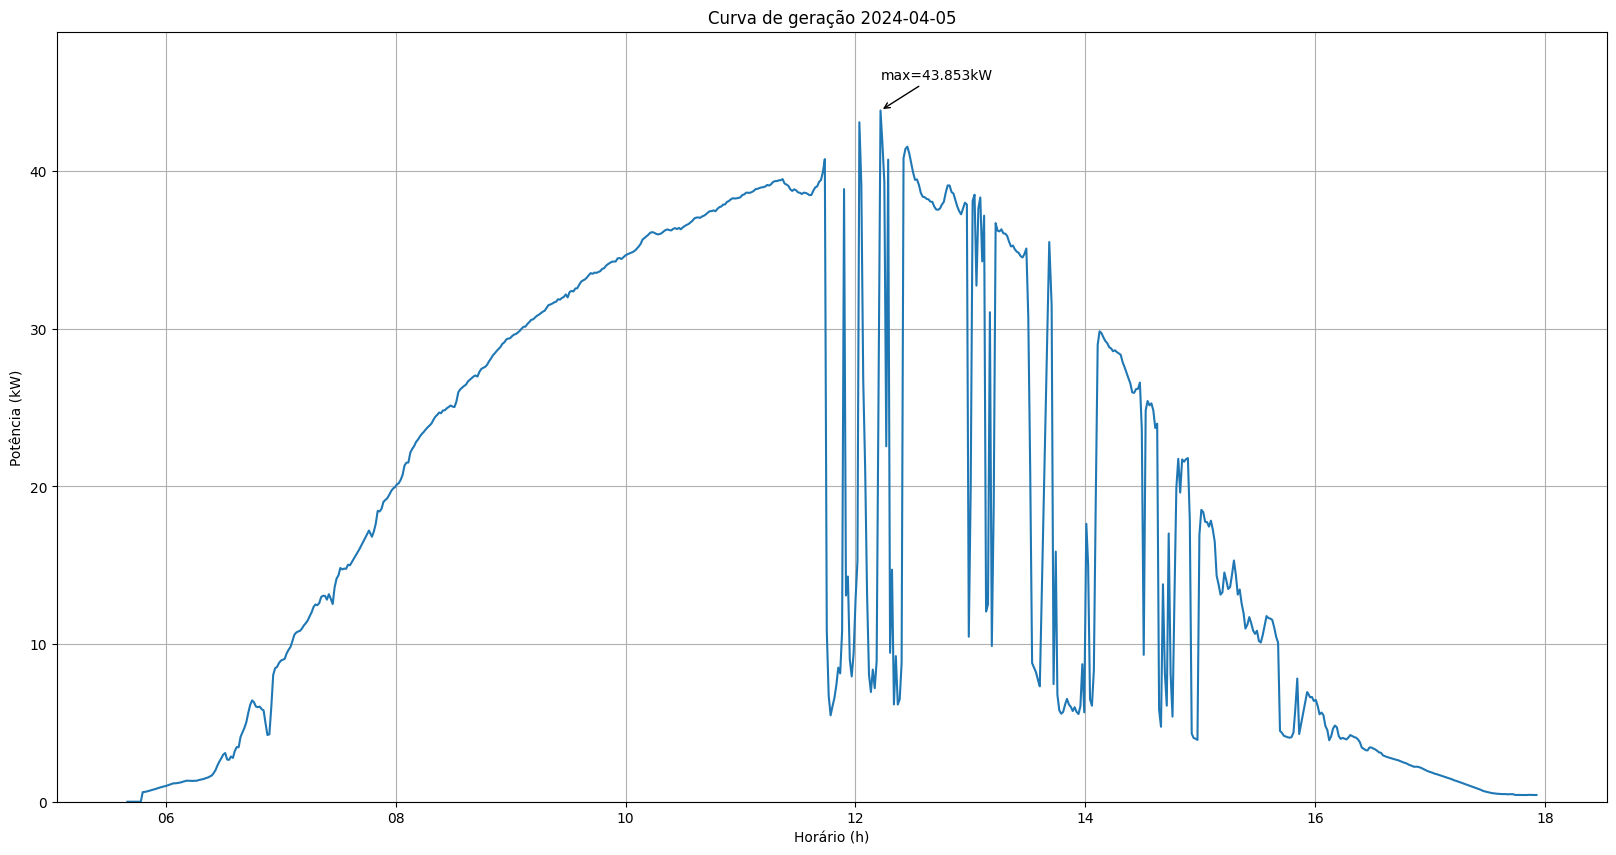 Curva de geração 2024-04-05
max=43.853kW
Potência (kW)
40
30
20
10
0
06 08 10 12 14 16 18
Horário (h)